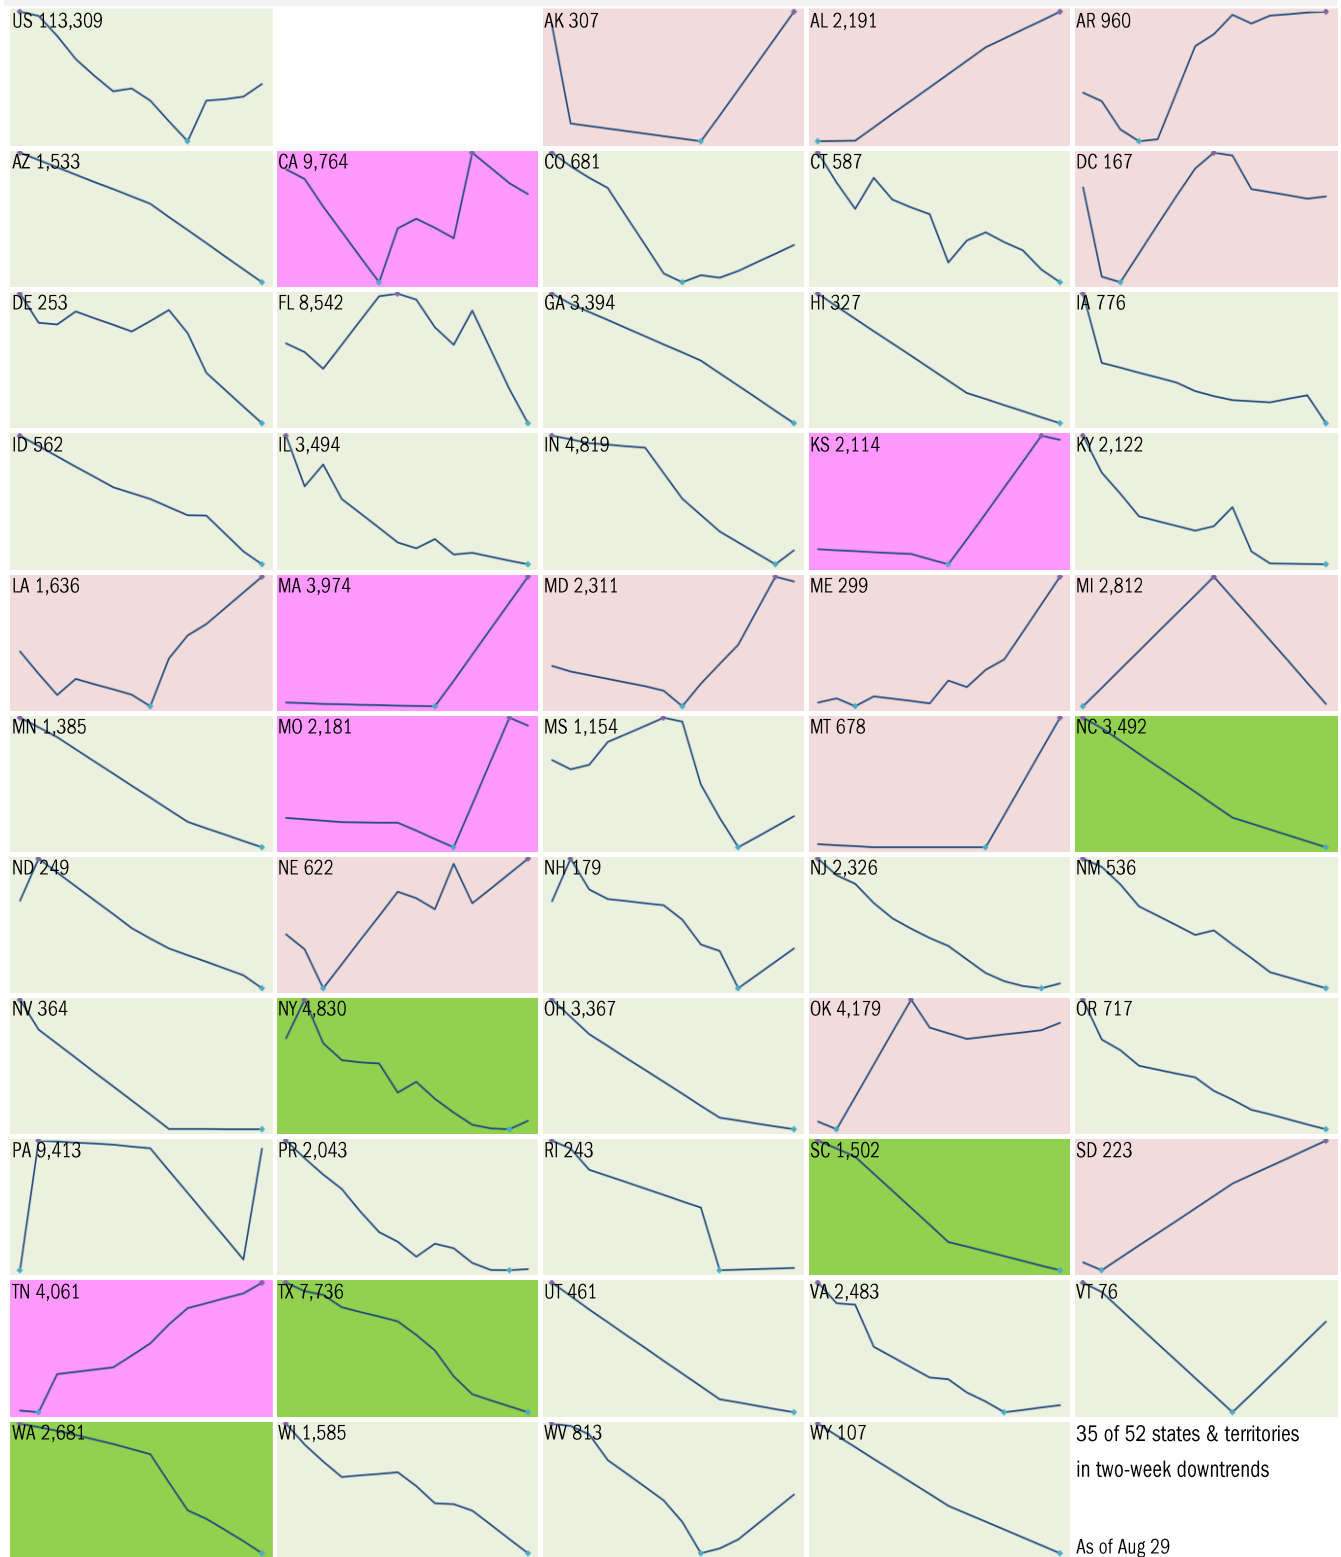 US 113,309
AK 307
AL 2,191
AR 960
AZ 1,533
CA 9,764
CO 681
CT 587
DC 167
DE 253
FL 8,542
GA 3,394
HI 327
IA 776
ID 562
IL 3,494
IN 4,819
KS 2,114
KY 2,122
LA 1,636
MA 3,974
MD 2,311
ME 299
MI 2,812
MN 1,385
MO 2,181
MS 1,154
MT 678
NC 3,492
ND 249
NE 622
NH 179
NJ 2,326
NM 536
NV 364
NY 4,830
OH 3,367
OK 4,179
OR 717
PA 9,413
PR 2,043
RI 243
SC 1,502
SD 223
TN 4,061
TX 7,736
UT 461
VA 2,483
VT 76
WA 2,681
WI 1,585
WV 813
WY 107
35 of 52 states & territories
in two-week downtrends
As of Aug 29